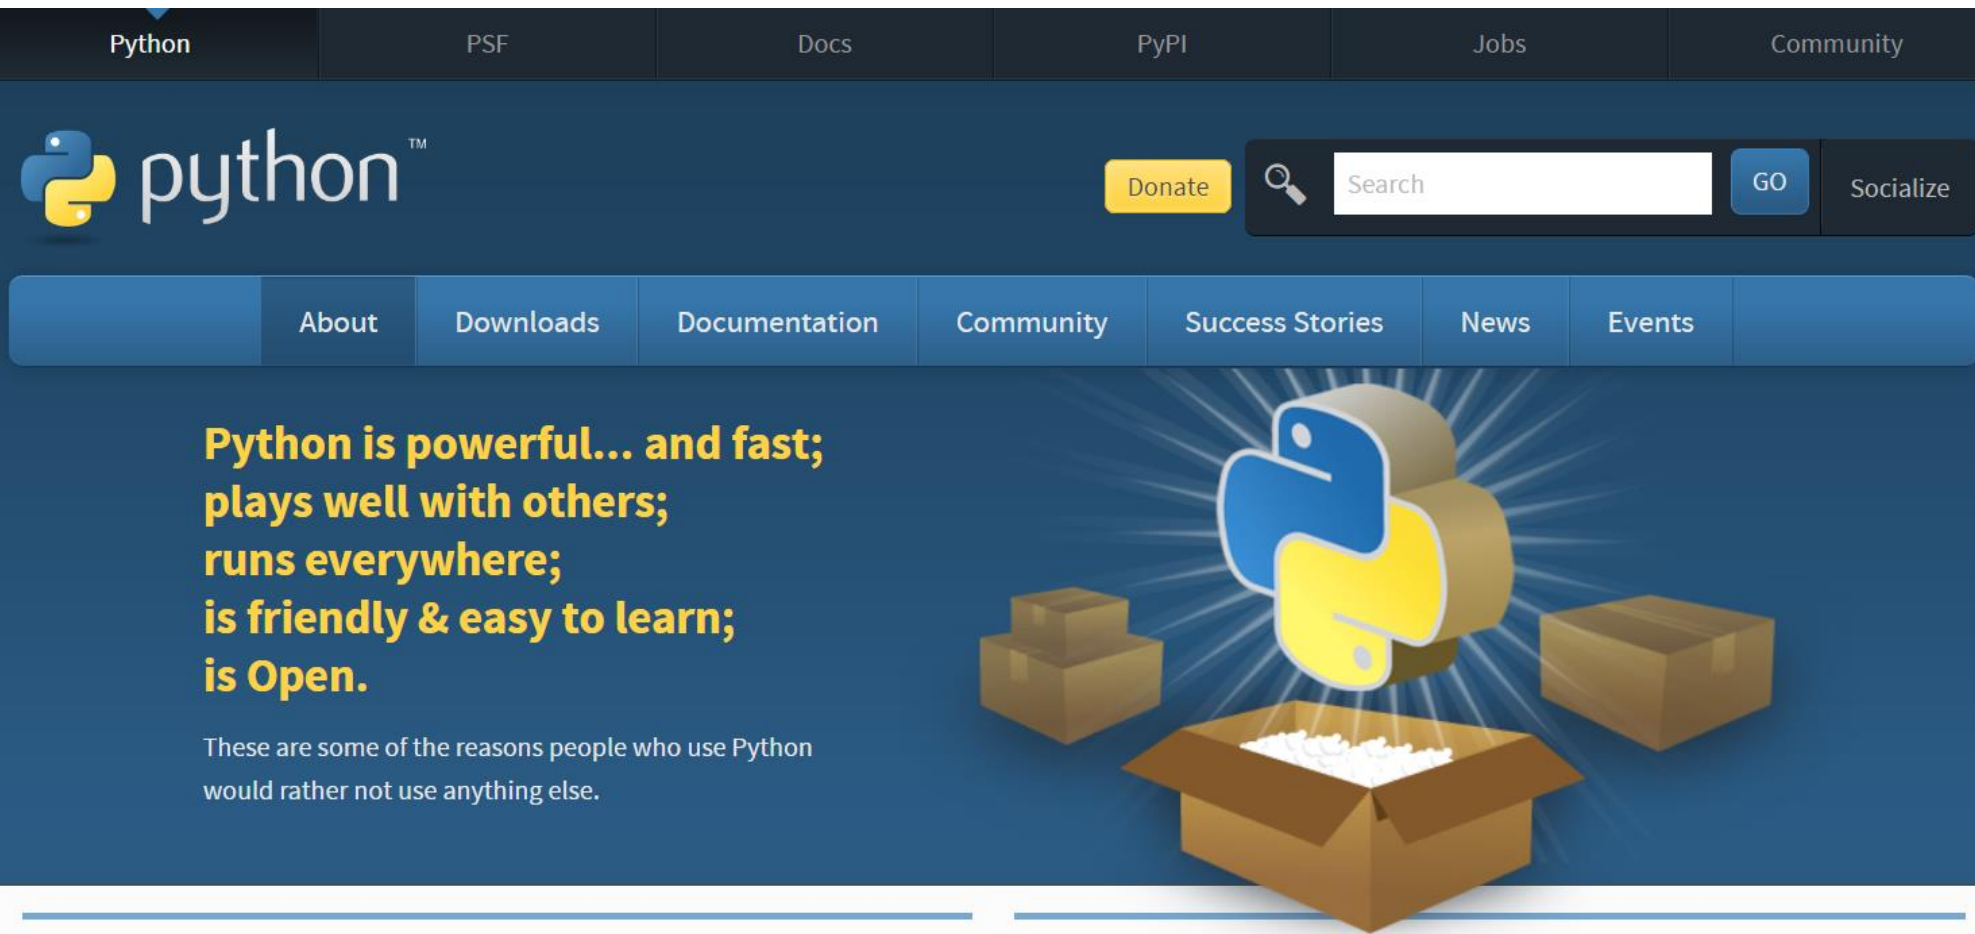 Python PSF Docs PyPI Jobs Community
python™
Donate Search GO Socialize
About Downloads Documentation Community Success Stories News Events
Python is powerful... and fast;
plays well with others;
runs everywhere;
is friendly & easy to learn;
is Open.
These are some of the reasons people who use Python
would rather not use anything else.